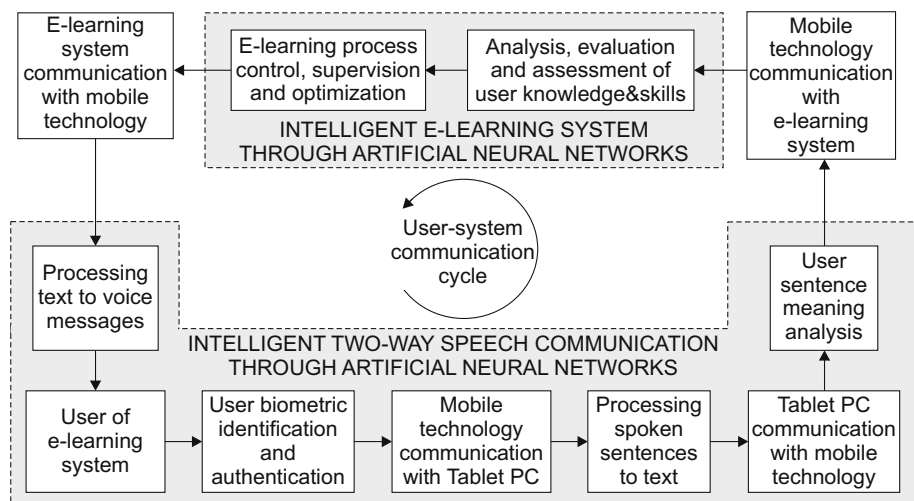 E-learning
system
communication
with mobile
technology
E-learning process
control, supervision
and optimization
Analysis, evaluation
and assessment of
user knowledge&skills
Mobile
technology
communication
with
e-learning
system
INTELLIGENT E-LEARNING SYSTEM
THROUGH ARTIFICIAL NEURAL NETWORKS
User-system
communication
cycle
Processing
text to voice
messages
User
sentence
meaning
analysis
INTELLIGENT TWO-WAY SPEECH COMMUNICATION
THROUGH ARTIFICIAL NEURAL NETWORKS
User of
e-learning
system
User biometric
identification
and
authentication
Mobile
technology
communication
with Tablet PC
Processing
spoken
sentences
to text
Tablet PC
communication
with mobile
technology